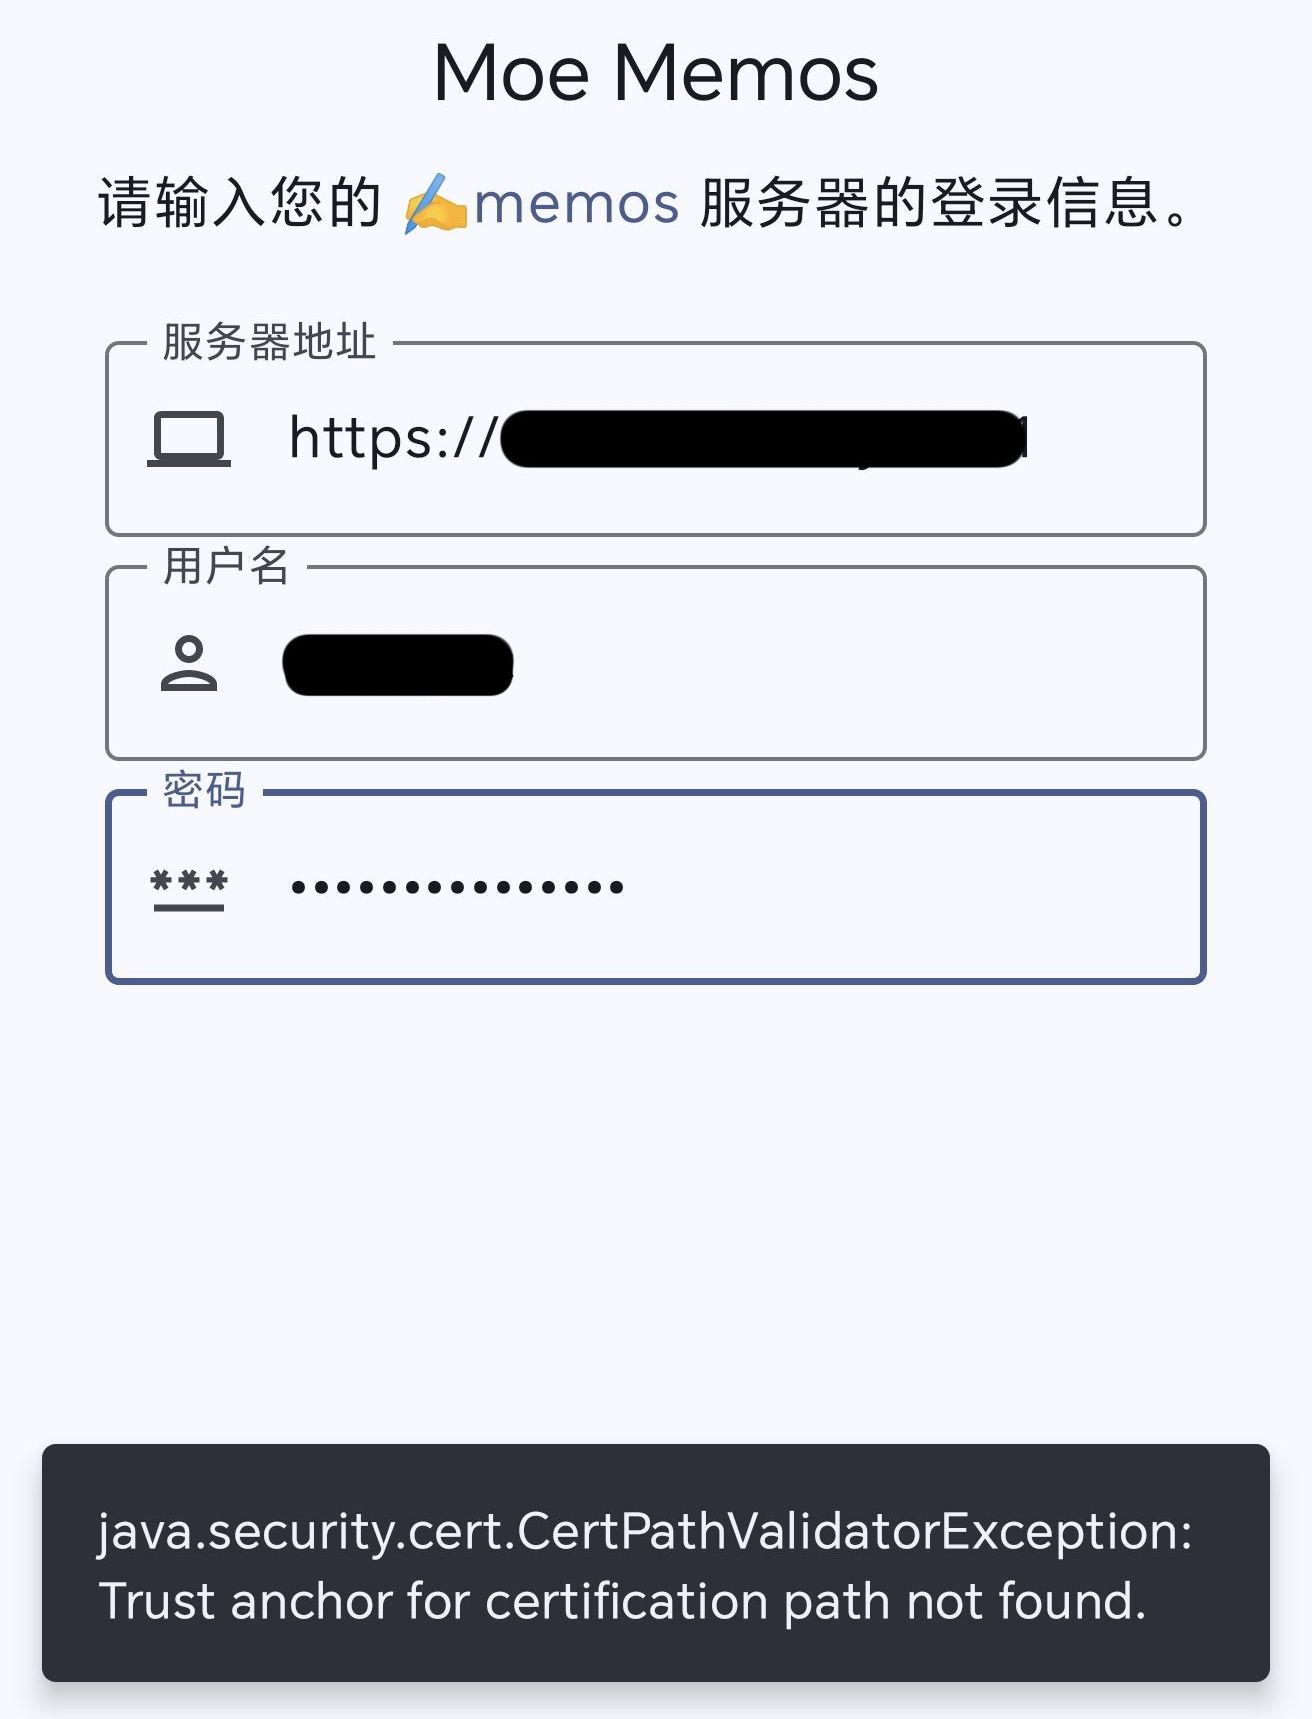 Moe Memos
请输入您的 ✍️memos 服务器的登录信息。
服务器地址
https://
用户名
密码
***
•••••••••••••••
java.security.cert.CertPathValidatorException:
Trust anchor for certification path not found.